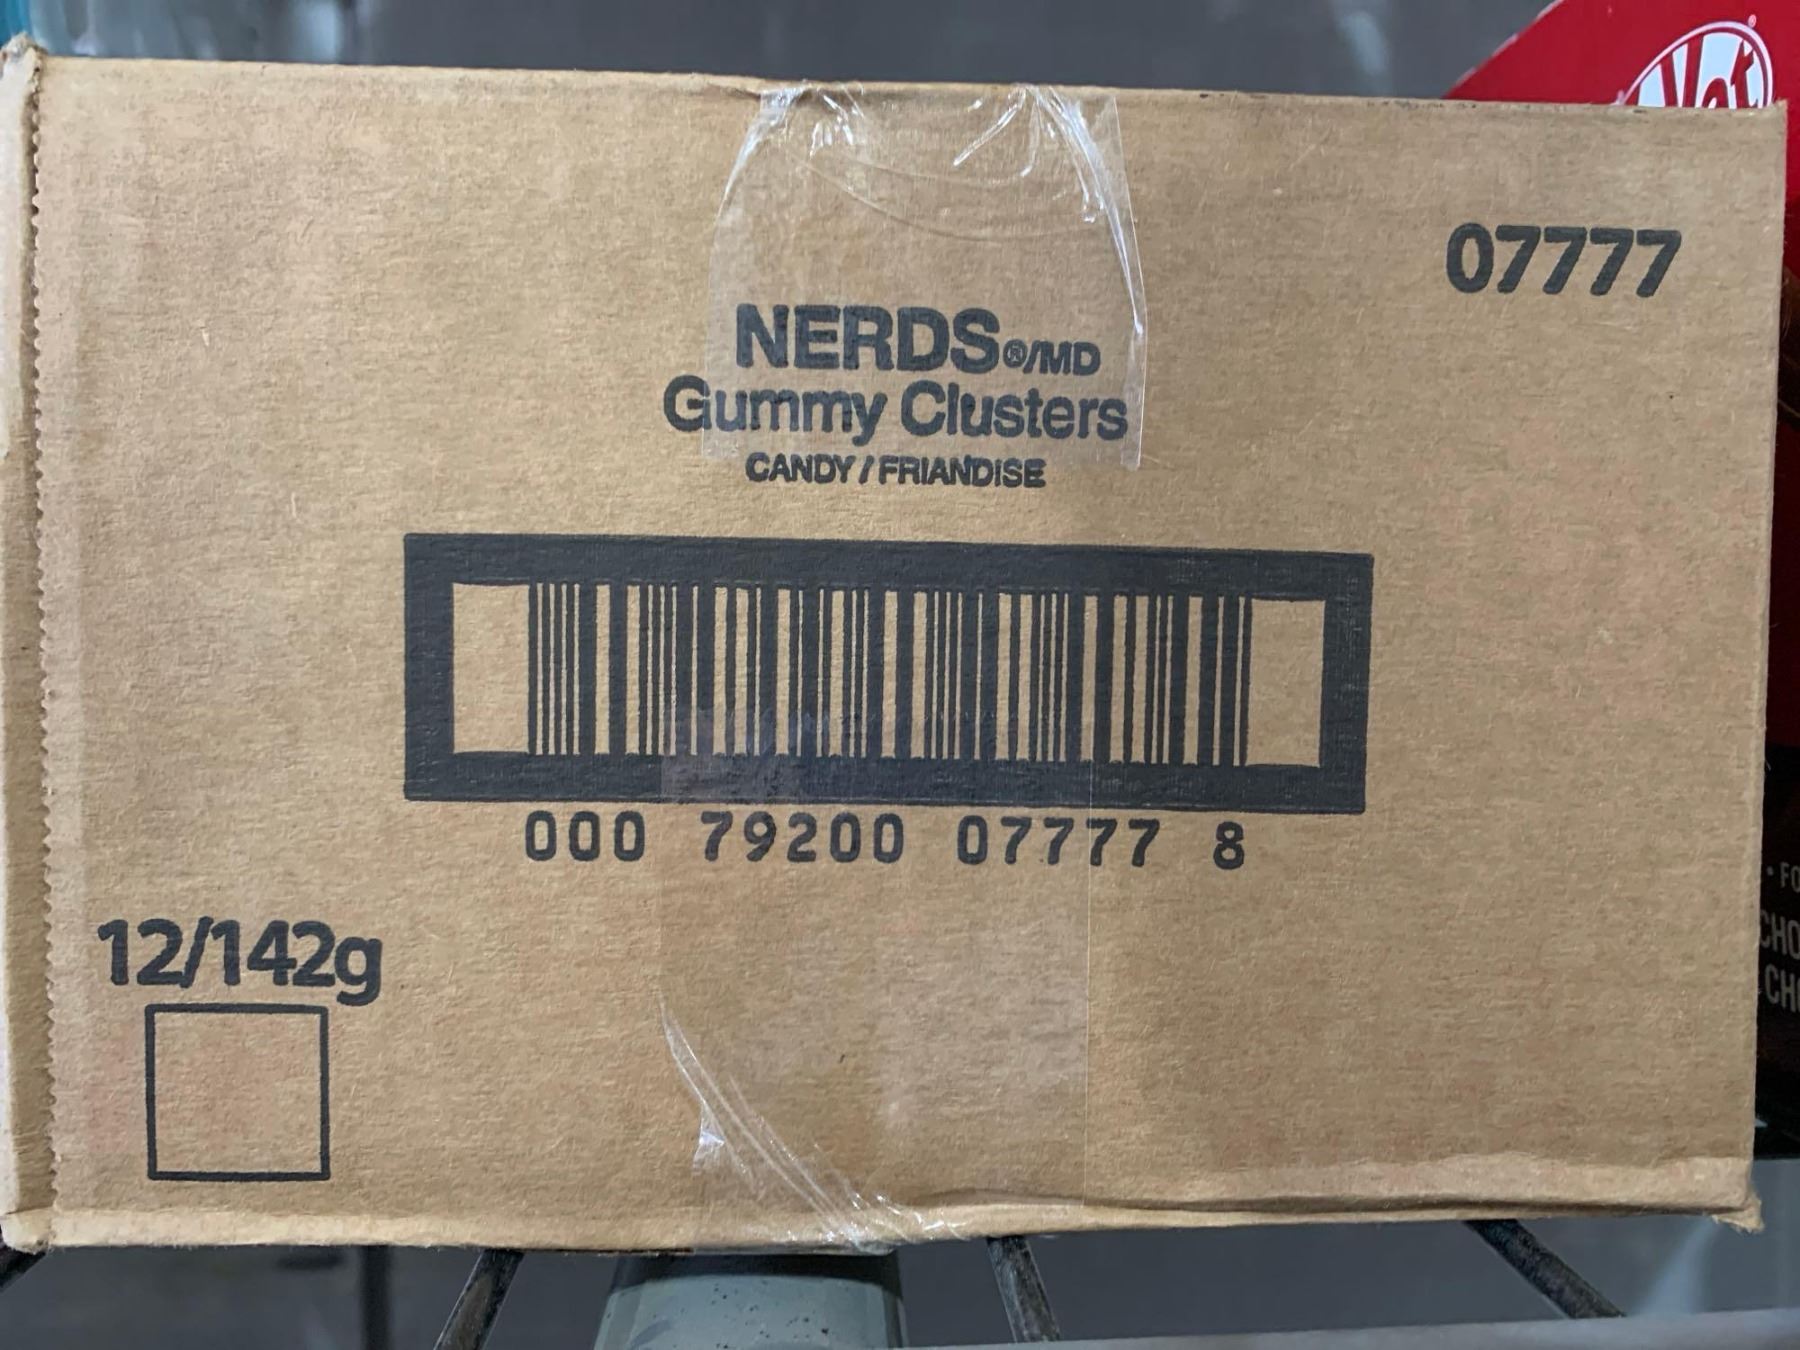 07777
NERDS®/MD
Gummy Clusters
CANDY / FRIANDISE
000 79200 07777 8
12/142g